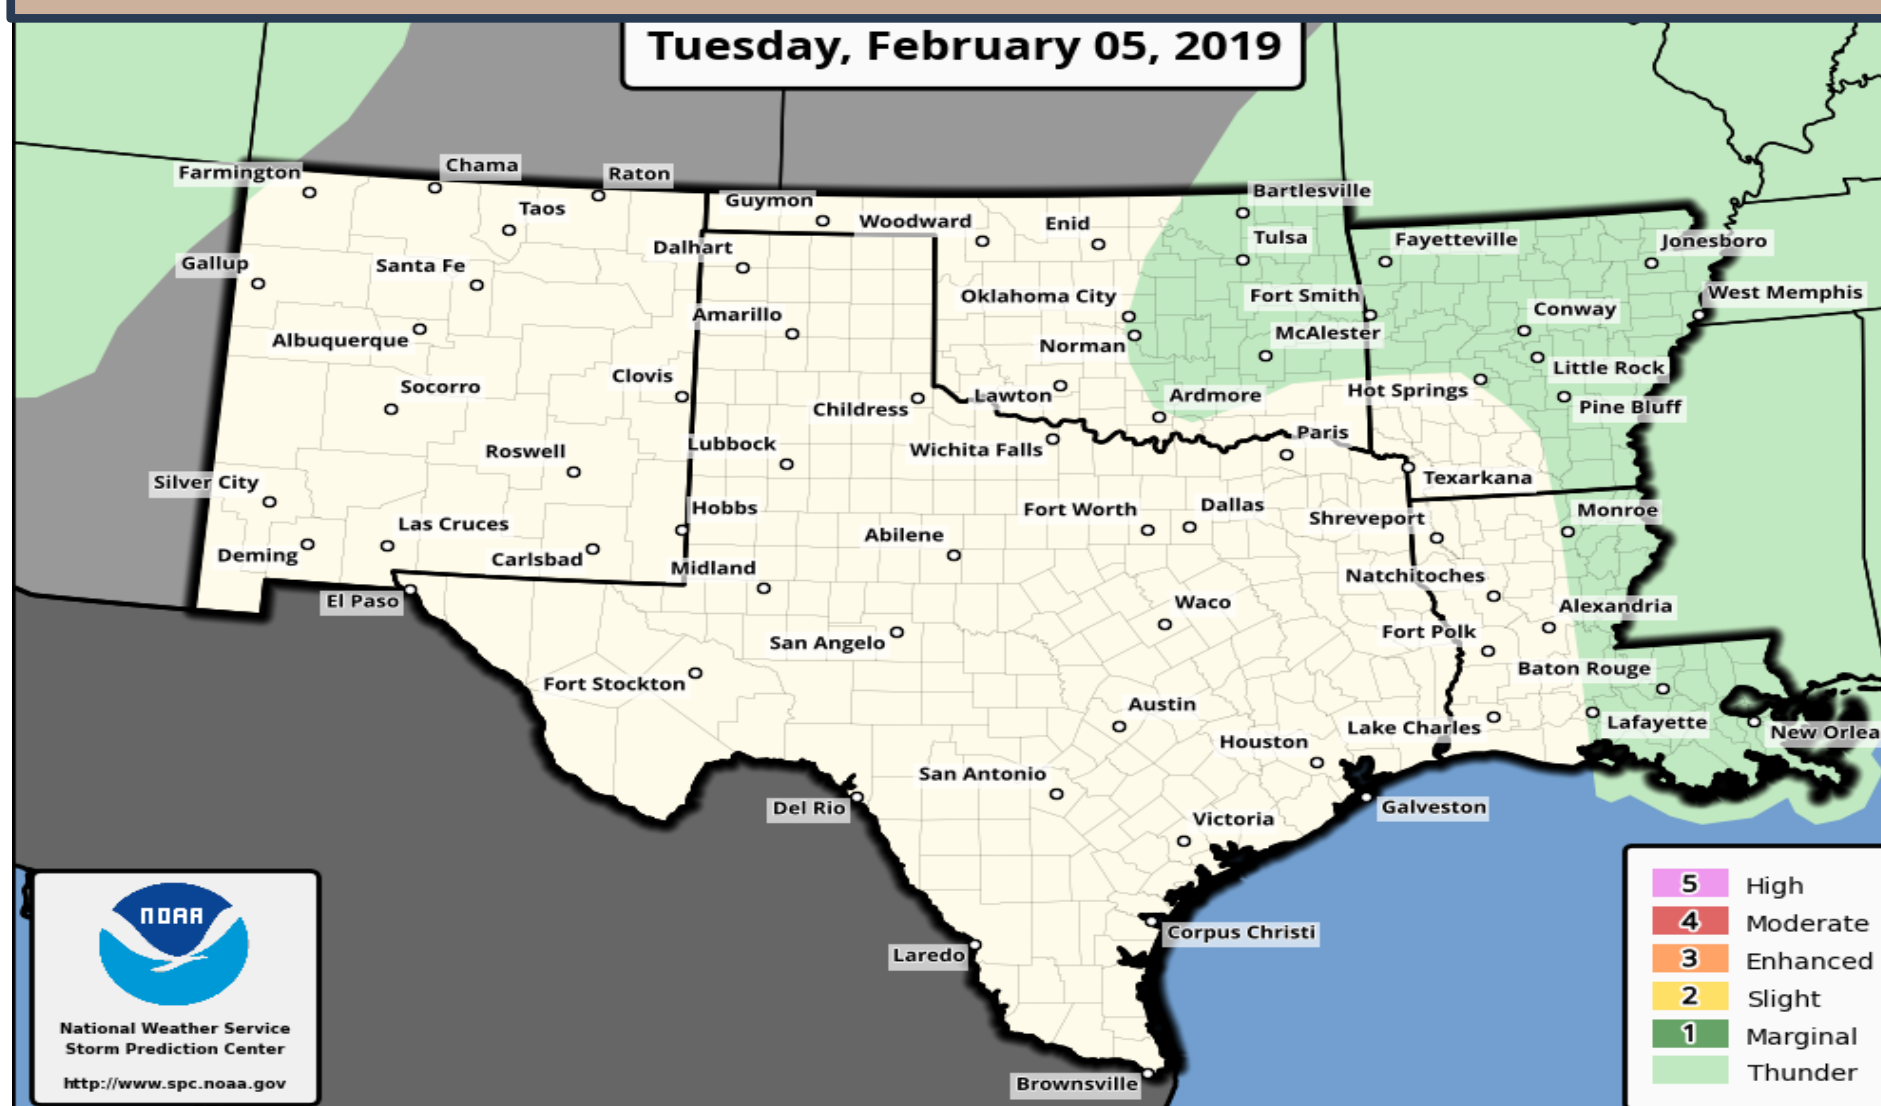 Tuesday, February 05, 2019
Farmington
Chama
Raton
Taos
Guymon
Woodward
Enid
Bartlesville
Tulsa
Fayetteville
Jonesboro
Gallup
Santa Fe
Dalhart
Oklahoma City
Fort Smith
West Memphis
Conway
Albuquerque
Amarillo
Norman
McAlester
Little Rock
Socorro
Clovis
Childress
Lawton
Ardmore
Hot Springs
Pine Bluff
Roswell
Lubbock
Wichita Falls
Paris
Texarkana
Silver City
Hobbs
Fort Worth
Dallas
Shreveport
Monroe
Las Cruces
Deming
Carlsbad
Midland
Abilene
Natchitoches
El Paso
Waco
Alexandria
San Angelo
Fort Polk
Fort Stockton
Baton Rouge
Austin
Lake Charles
Lafayette
New Orlea
Houston
San Antonio
Del Rio
Galveston
Victoria
Corpus Christi
Laredo
Brownsville
NOAA
National Weather Service
Storm Prediction Center
http://www.spc.noaa.gov
5 High
4 Moderate
3 Enhanced
2 Slight
1 Marginal
Thunder